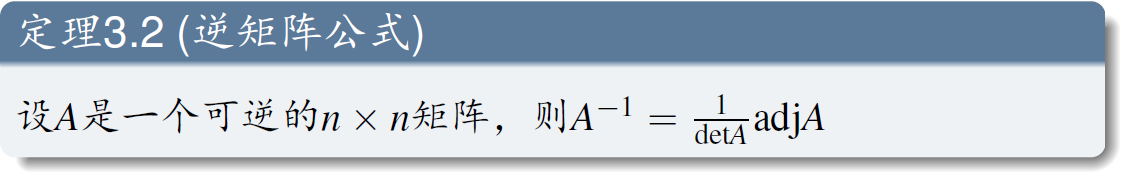 定理3.2 (逆矩阵公式)
设A是一个可逆的n × n矩阵，则A⁻¹ = 1/detA adjA